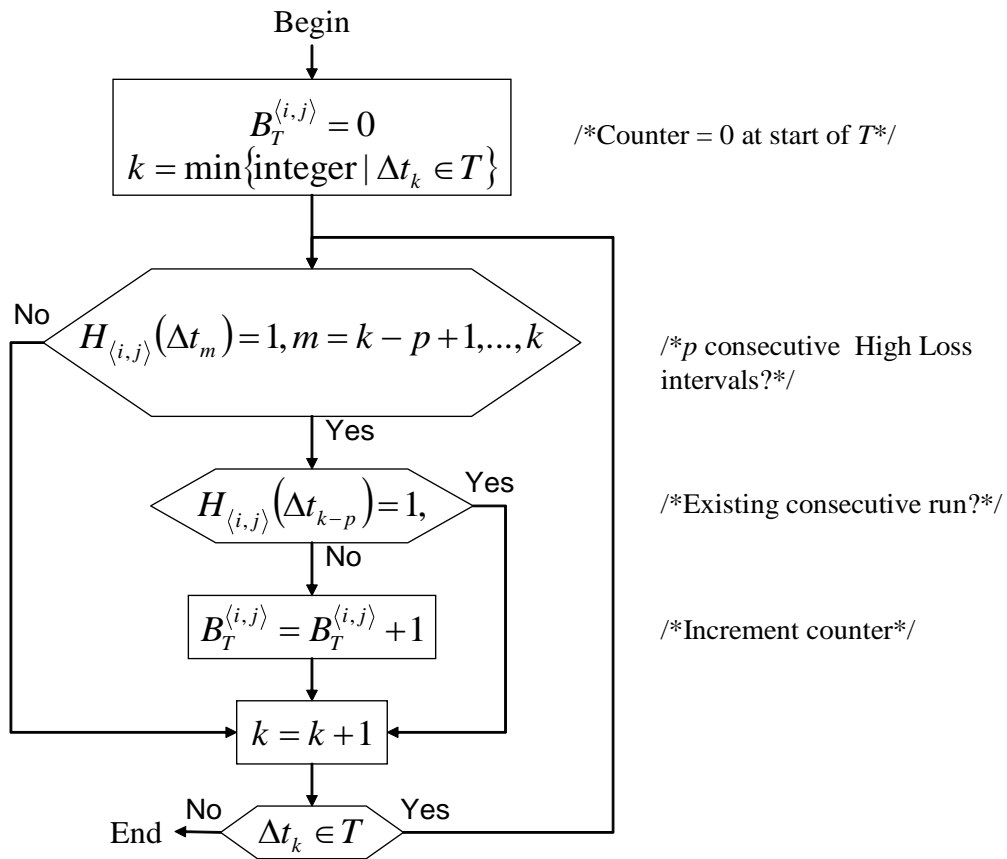 Begin
B_T^{⟨i,j⟩} = 0
k = min{integer | Δt_k ∈ T}
/*Counter = 0 at start of T*/
No
H_{⟨i,j⟩}(Δt_m) = 1, m = k − p + 1,...,k
/*p consecutive High Loss
intervals?*/
Yes
H_{⟨i,j⟩}(Δt_{k−p}) = 1,
Yes
/*Existing consecutive run?*/
No
B_T^{⟨i,j⟩} = B_T^{⟨i,j⟩} + 1
/*Increment counter*/
k = k + 1
No
Yes
End
Δt_k ∈ T